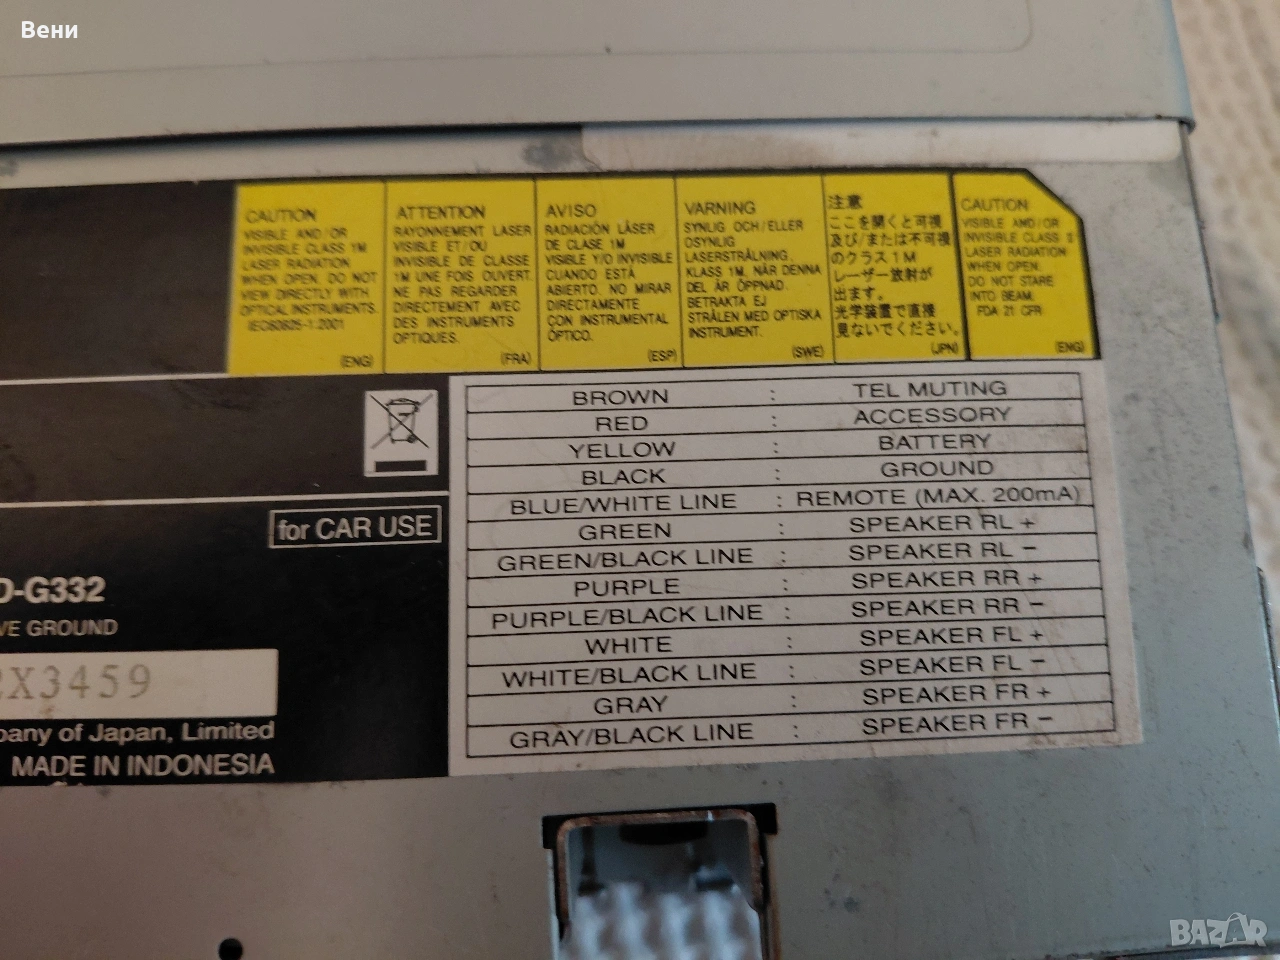 Вени
CAUTION
VISIBLE AND/OR
INVISIBLE CLASS 1M
LASER RADIATION
WHEN OPEN. DO NOT
VIEW DIRECTLY WITH
OPTICAL INSTRUMENTS.
IEC60825-1:2001
(ENG)
ATTENTION
RAYONNEMENT LASER
VISIBLE ET/OU
INVISIBLE DE CLASSE
1M UNE FOIS OUVERT.
NE PAS REGARDER
DIRECTEMENT AVEC
DES INSTRUMENTS
OPTIQUES.
(FRA)
AVISO
RADIACIÓN LÁSER
DE CLASE 1M
VISIBLE Y/O INVISIBLE
CUANDO ESTÁ
ABIERTO. NO MIRAR
DIRECTAMENTE
CON INSTRUMENTAL
ÓPTICO.
(ESP)
VARNING
SYNLIG OCH/ELLER
OSYNLIG
LASERSTRÅLNING,
KLASS 1M, NÄR DENNA
DEL ÄR ÖPPNAD.
BETRAKTA EJ
STRÅLEN MED OPTISKA
INSTRUMENT.
(SWE)
注意
ここを開くと可視
及び/または不可視
のクラス1M
レーザー放射が
出ます。
光学装置で直接
見ないでください。
(JPN)
CAUTION
VISIBLE AND/OR
INVISIBLE CLASS II
LASER RADIATION
WHEN OPEN.
DO NOT STARE
INTO BEAM.
FDA 21 CFR
(ENG)
BROWN : TEL MUTING
RED : ACCESSORY
YELLOW : BATTERY
BLACK : GROUND
BLUE/WHITE LINE : REMOTE (MAX. 200mA)
GREEN : SPEAKER RL +
GREEN/BLACK LINE : SPEAKER RL −
PURPLE : SPEAKER RR +
PURPLE/BLACK LINE : SPEAKER RR −
WHITE : SPEAKER FL +
WHITE/BLACK LINE : SPEAKER FL −
GRAY : SPEAKER FR +
GRAY/BLACK LINE : SPEAKER FR −
for CAR USE
D-G332
VE GROUND
X3459
pany of Japan, Limited
MADE IN INDONESIA
BAZAR